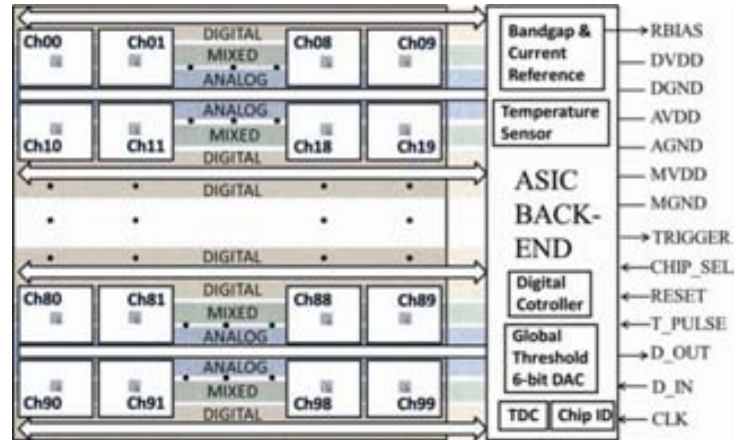 DIGITAL
Ch00 Ch01 MIXED Ch08 Ch09
ANALOG
ANALOG
Ch10 Ch11 MIXED Ch18 Ch19
DIGITAL
DIGITAL
DIGITAL
DIGITAL
Ch80 Ch81 MIXED Ch88 Ch89
ANALOG
ANALOG
MIXED
Ch90 Ch91 DIGITAL Ch98 Ch99
Bandgap &
Current
Reference
Temperature
Sensor
ASIC
BACK-
END
Digital
Cotroller
Global
Threshold
6-bit DAC
TDC Chip ID
RBIAS
DVDD
DGND
AVDD
AGND
MVDD
MGND
TRIGGER
CHIP_SEL
RESET
T_PULSE
D_OUT
D_IN
CLK